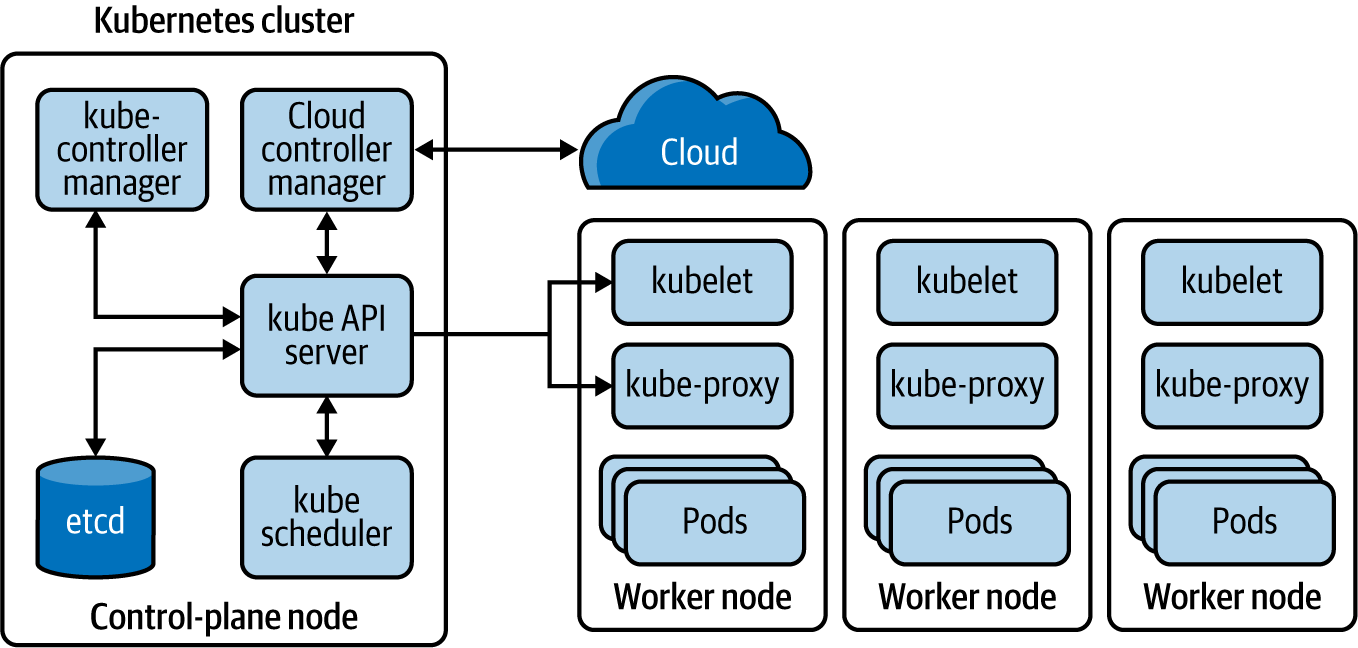 Kubernetes cluster
kube-
controller
manager
Cloud
controller
manager
Cloud
kube API
server
etcd
kube
scheduler
Control-plane node
kubelet
kube-proxy
Pods
Worker node
kubelet
kube-proxy
Pods
Worker node
kubelet
kube-proxy
Pods
Worker node